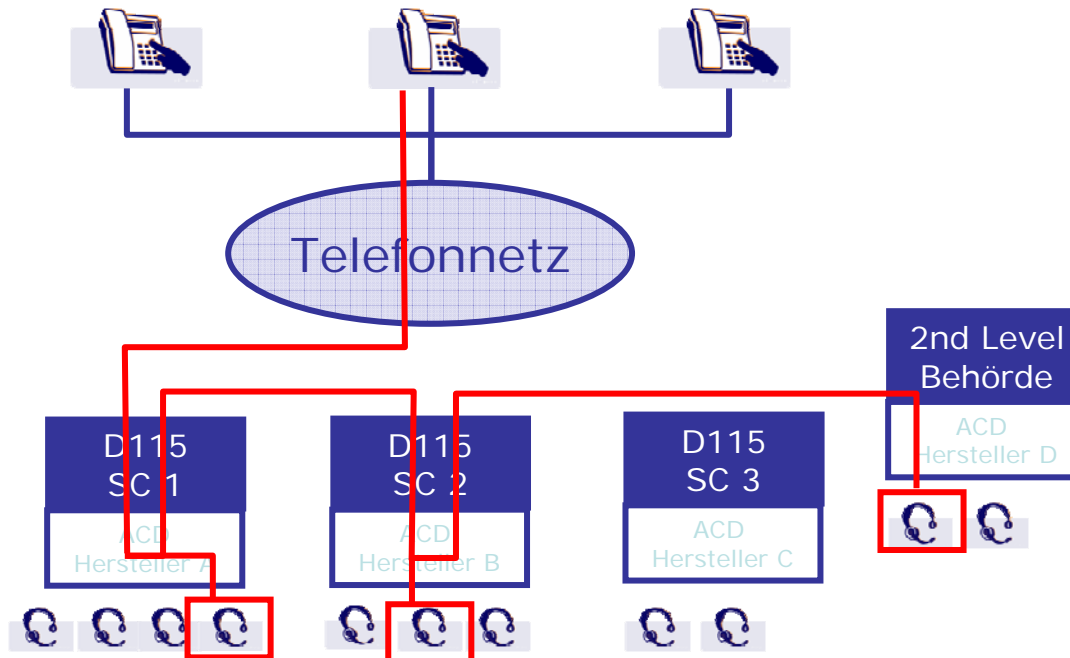 Telefonnetz
2nd Level
Behörde
ACD
Hersteller D
D115
SC 1
ACD
Hersteller A
D115
SC 2
ACD
Hersteller B
D115
SC 3
ACD
Hersteller C